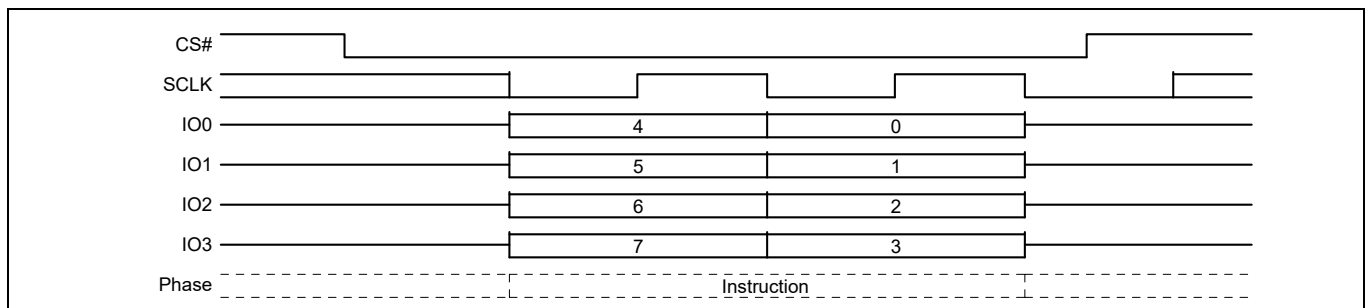 CS#
SCLK
IO0 4 0
IO1 5 1
IO2 6 2
IO3 7 3
Phase Instruction